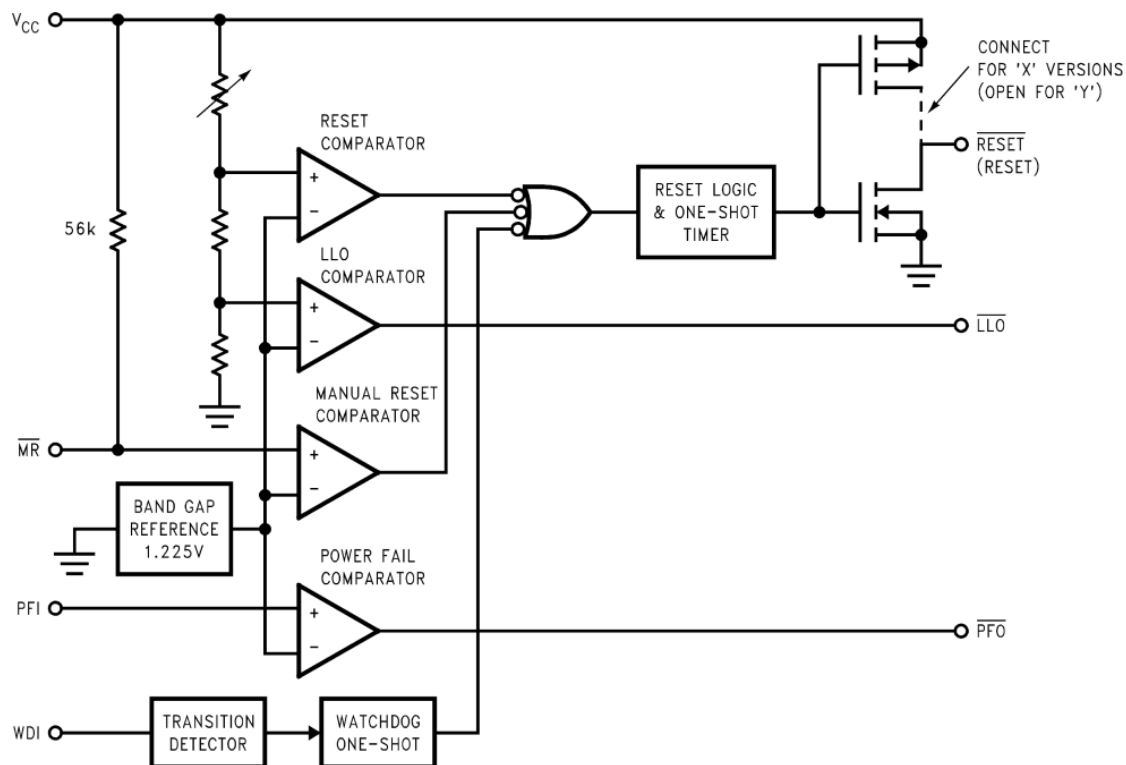 VCC
CONNECT
FOR 'X' VERSIONS
(OPEN FOR 'Y')
RESET
COMPARATOR
RESET
(RESET)
RESET LOGIC
& ONE-SHOT
TIMER
+
−
56k
LLO
COMPARATOR
+
−
LLO
MANUAL RESET
COMPARATOR
MR
+
−
BAND GAP
REFERENCE
1.225V
POWER FAIL
COMPARATOR
PFI
+
−
PFO
WDI
TRANSITION
DETECTOR
WATCHDOG
ONE-SHOT